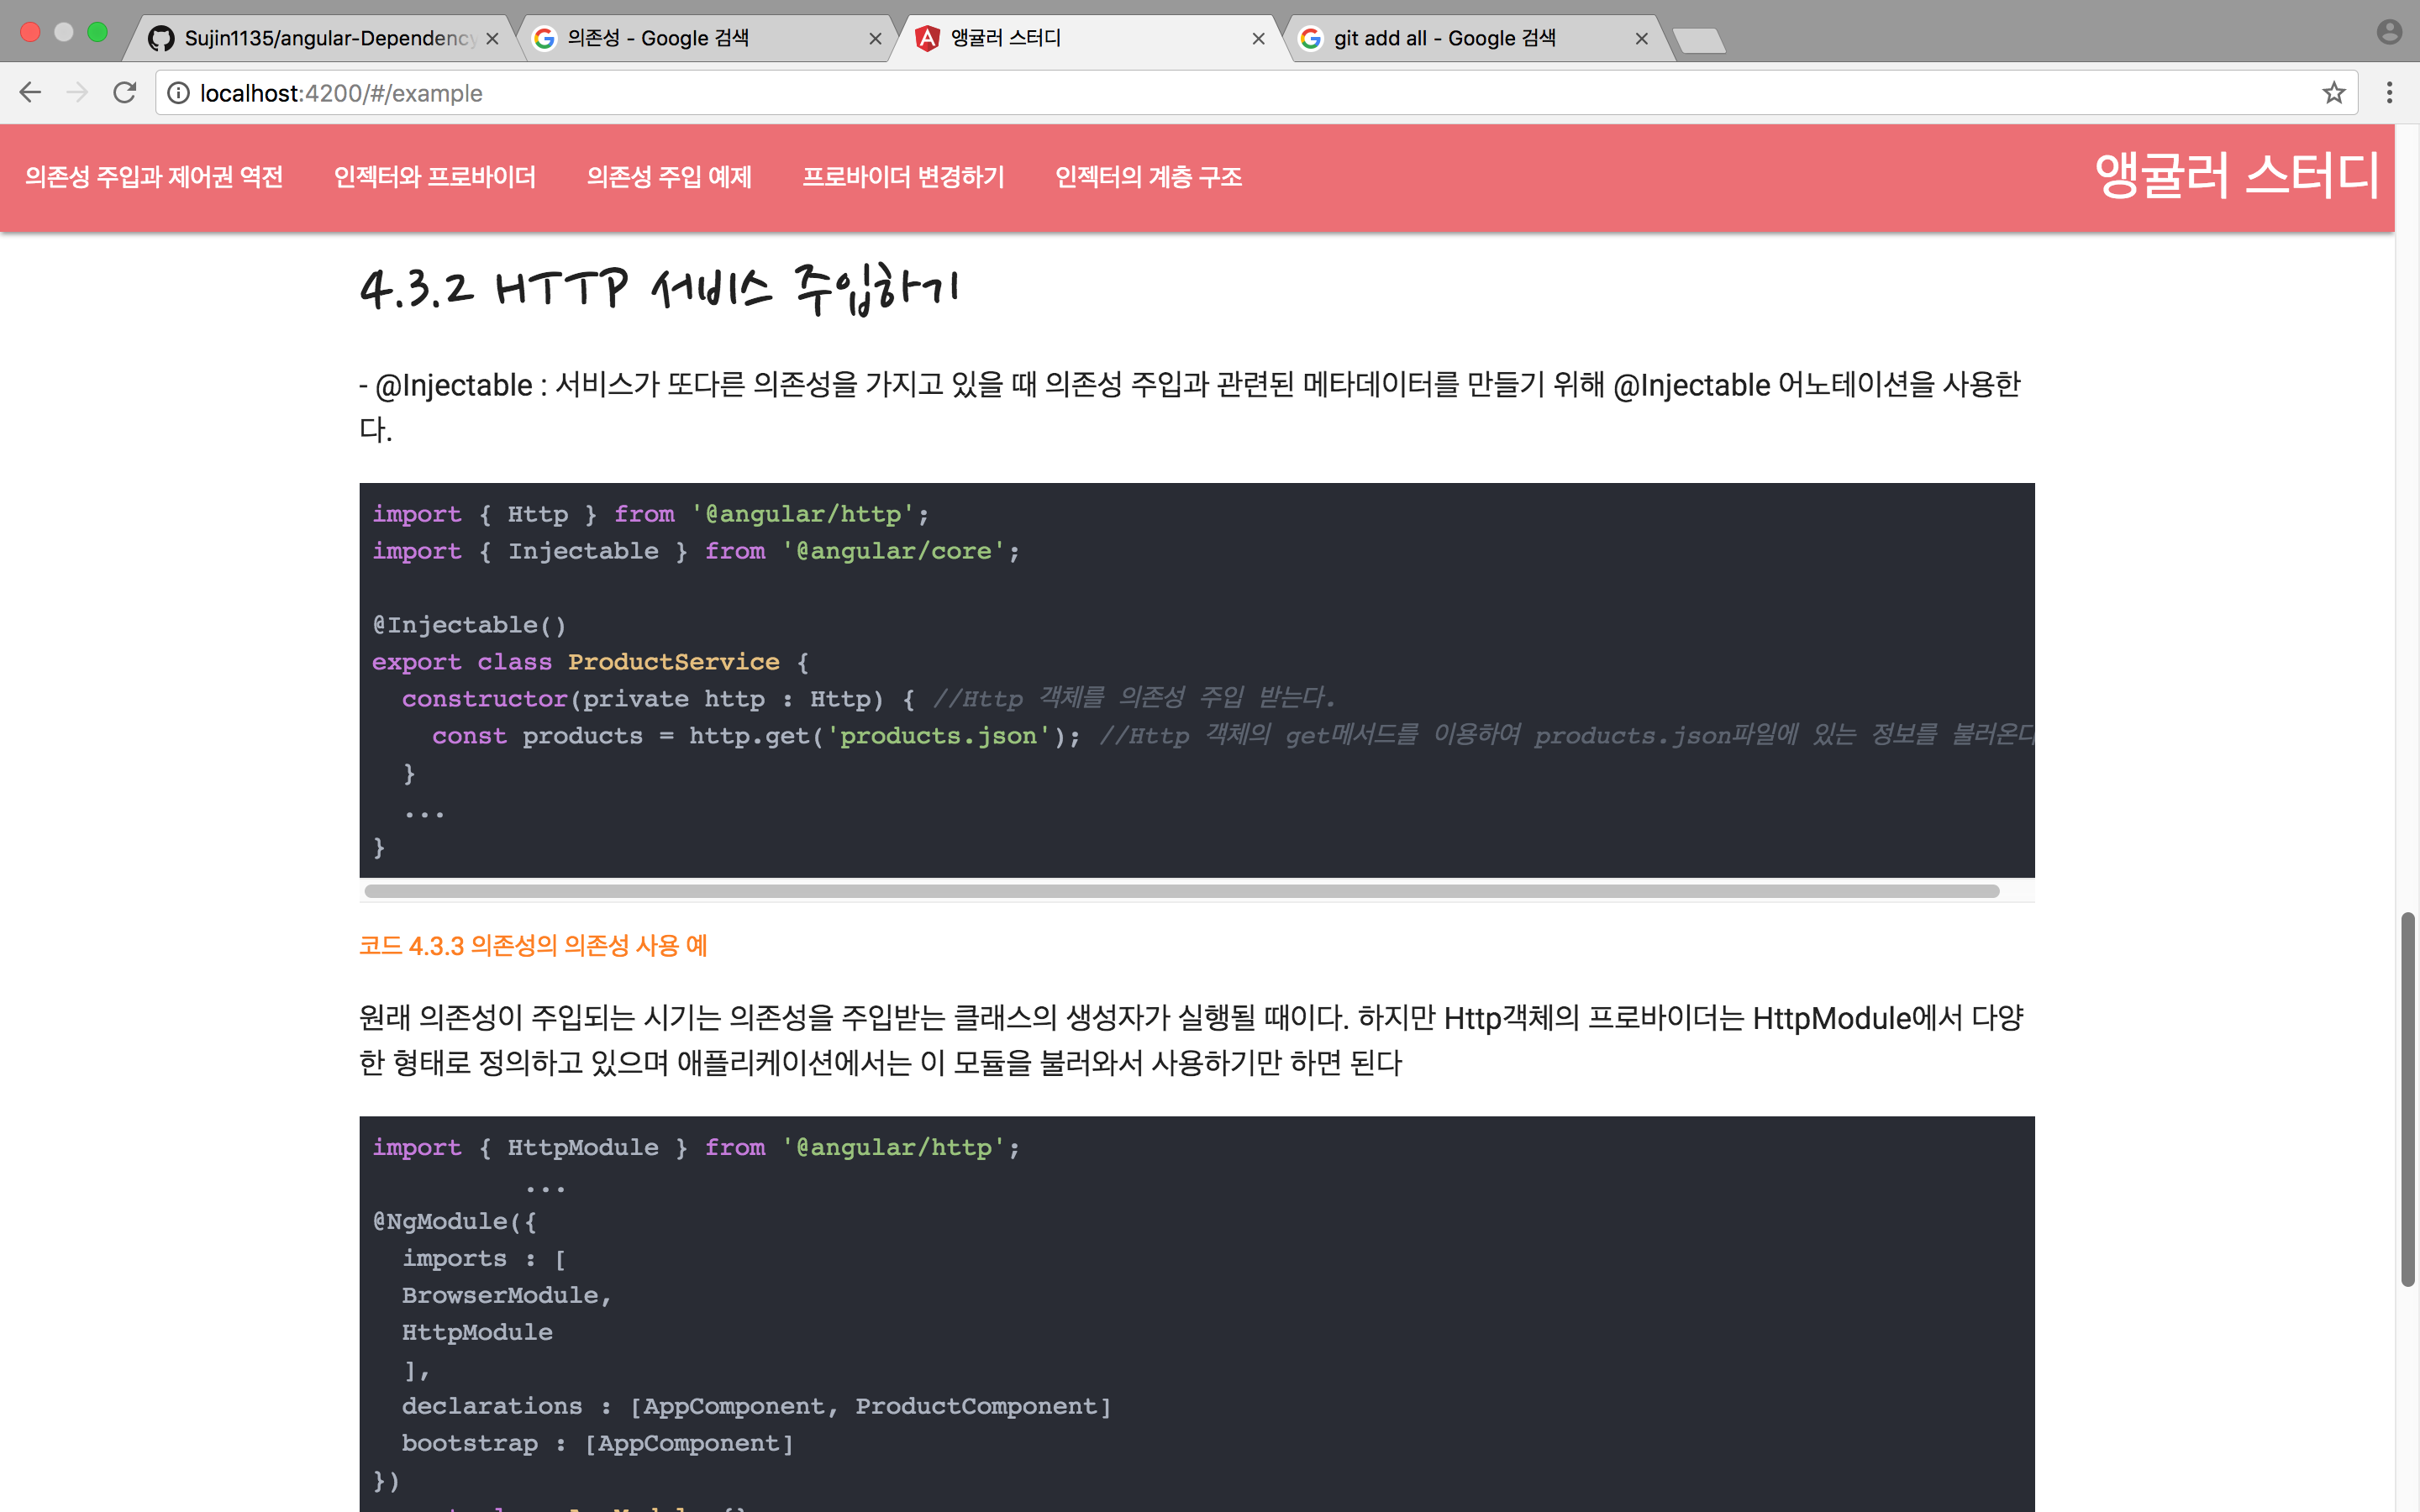 Sujin1135/angular-Dependency
의존성 - Google 검색
앵귤러 스터디
git add all - Google 검색
localhost:4200/#/example
의존성 주입과 제어권 역전 인젝터와 프로바이더 의존성 주입 예제 프로바이더 변경하기 인젝터의 계층 구조 앵귤러 스터디
4.3.2 HTTP 서비스 주입하기
- @Injectable : 서비스가 또다른 의존성을 가지고 있을 때 의존성 주입과 관련된 메타데이터를 만들기 위해 @Injectable 어노테이션을 사용한
다.
import { Http } from '@angular/http';
import { Injectable } from '@angular/core';
@Injectable()
export class ProductService {
constructor(private http : Http) { //Http 객체를 의존성 주입 받는다.
const products = http.get('products.json'); //Http 객체의 get메서드를 이용하여 products.json파일에 있는 정보를 불러온다
}
...
}
코드 4.3.3 의존성의 의존성 사용 예
원래 의존성이 주입되는 시기는 의존성을 주입받는 클래스의 생성자가 실행될 때이다. 하지만 Http객체의 프로바이더는 HttpModule에서 다양
한 형태로 정의하고 있으며 애플리케이션에서는 이 모듈을 불러와서 사용하기만 하면 된다
import { HttpModule } from '@angular/http';
...
@NgModule({
imports : [
BrowserModule,
HttpModule
],
declarations : [AppComponent, ProductComponent]
bootstrap : [AppComponent]
})